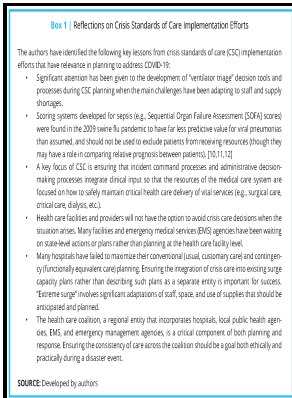 Box 1 | Reflections on Crisis Standards of Care Implementation Efforts
The authors have identified the following key lessons from crisis standards of care (CSC) implementation
efforts that have relevance in planning to address COVID-19:
• Significant attention has been given to the development of "ventilator triage" decision tools and
processes during CSC planning when the main challenges have been adapting to staff and supply
shortages.
• Scoring systems developed for sepsis (e.g., Sequential Organ Failure Assessment [SOFA] scores)
were found in the 2009 swine flu pandemic to have far less predictive value for viral pneumonias
than assumed, and should not be used to exclude patients from receiving resources (though they
may have a role in comparing relative prognosis between patients). [10,11,12]
• A key focus of CSC is ensuring that incident command processes and administrative decision-
making processes integrate clinical input so that the resources of the medical care system are
focused on how to safely maintain critical health care delivery of vital services (e.g., surgical care,
critical care, dialysis, etc.).
• Health care facilities and providers will not have the option to avoid crisis care decisions when the
situation arises. Many facilities and emergency medical services (EMS) agencies have been waiting
on state-level actions or plans rather than planning at the health care facility level.
• Many hospitals have failed to maximize their conventional (usual, customary care) and contingen-
cy (functionally equivalent care) planning. Ensuring the integration of crisis care into existing surge
capacity plans rather than describing such plans as a separate entity is important for success.
"Extreme surge" involves significant adaptations of staff, space, and use of supplies that should be
anticipated and planned.
• The health care coalition, a regional entity that incorporates hospitals, local public health agen-
cies, EMS, and emergency management agencies, is a critical component of both planning and
response. Ensuring the consistency of care across the coalition should be a goal both ethically and
practically during a disaster event.
SOURCE: Developed by authors